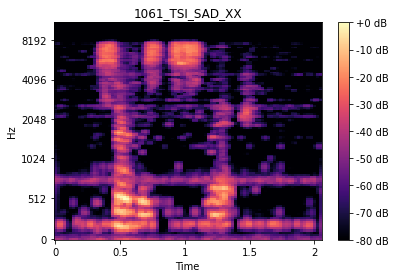 1061_TSI_SAD_XX
+0 dB
8192
-10 dB
4096
-20 dB
-30 dB
2048
Hz
-40 dB
1024
-50 dB
512
-60 dB
-70 dB
0
-80 dB
0 0.5 1 1.5 2
Time